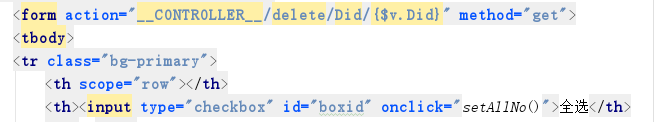 <form action="__CONTROLLER__/delete/Did/{$v.Did}" method="get">
<tbody>
<tr class="bg-primary">
<th scope="row"></th>
<th><input type="checkbox" id="boxid" onclick="setAllNo()">全选</th>